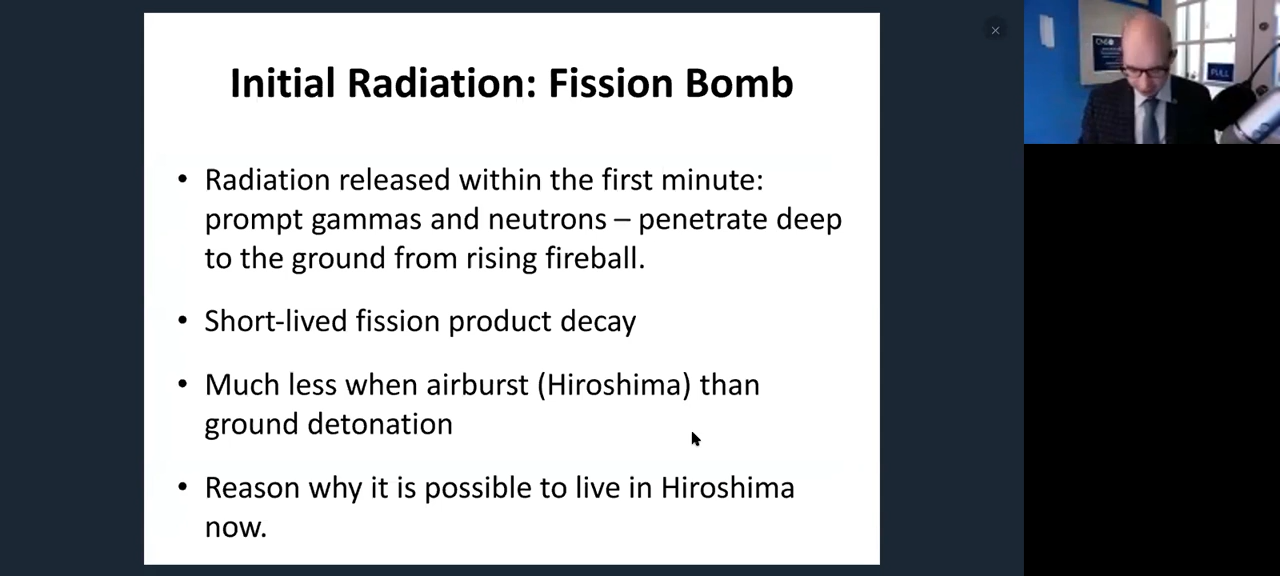 Initial Radiation: Fission Bomb
• Radiation released within the first minute:
prompt gammas and neutrons – penetrate deep
to the ground from rising fireball.
• Short-lived fission product decay
• Much less when airburst (Hiroshima) than
ground detonation
• Reason why it is possible to live in Hiroshima
now.
PULL